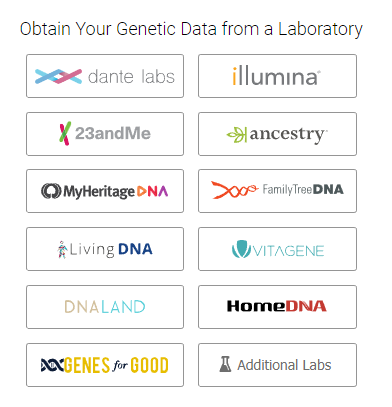 Obtain Your Genetic Data from a Laboratory
dante labs
illumina®
23andMe
ancestry
MyHeritage DNA
FamilyTreeDNA
Living DNA
VITAGENE
DNALAND
HomeDNA
GENES for GOOD
Additional Labs